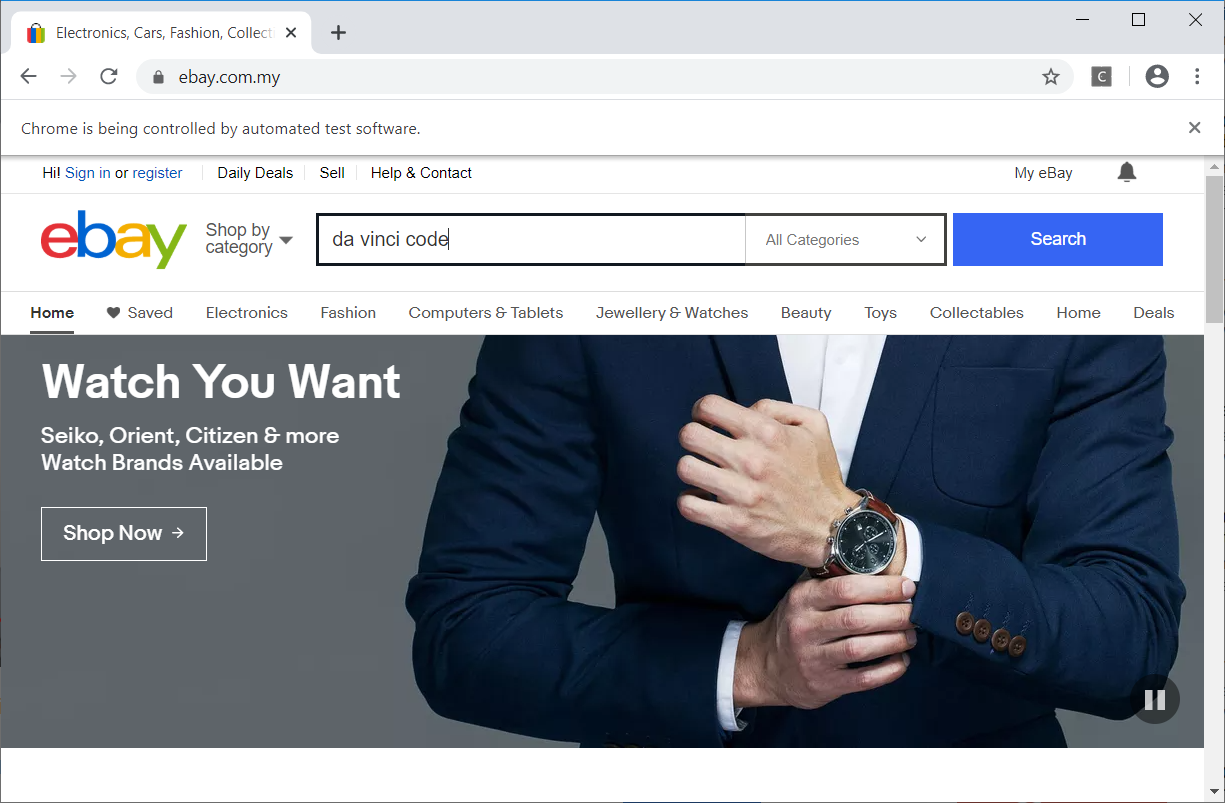 Electronics, Cars, Fashion, Collect
ebay.com.my
C
Chrome is being controlled by automated test software.
Hi! Sign in or register
Daily Deals
Sell
Help & Contact
My eBay
ebay
Shop by
category
da vinci code
All Categories
Search
Home
Saved
Electronics
Fashion
Computers & Tablets
Jewellery & Watches
Beauty
Toys
Collectables
Home
Deals
Watch You Want
Seiko, Orient, Citizen & more
Watch Brands Available
Shop Now →